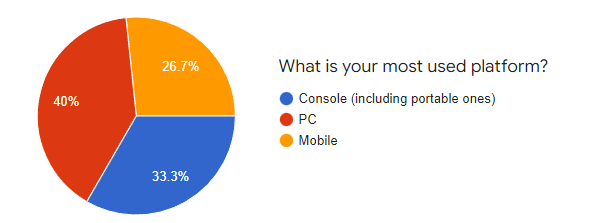 What is your most used platform?
Console (including portable ones)
PC
Mobile
26.7%
40%
33.3%